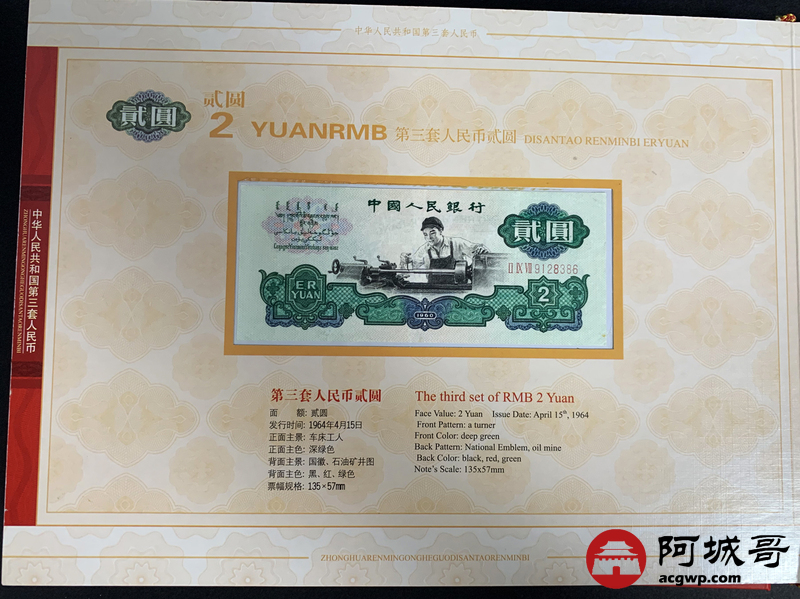 中华人民共和国第三套人民币
贰圆
貳圓
2 YUANRMB 第三套人民币贰圆 DISANTAO RENMINBI ERYUAN
中华人民共和国第三套人民币
ZHONGHUARENMINGONGHEGUODISANTAORENMINBI
中國人民銀行
貳圓
II IX VII 9128386
ER
YUAN
1960
2
第三套人民币贰圆
面 额: 贰圆
发行时间: 1964年4月15日
正面主景: 车床工人
正面主色: 深绿色
背面主景: 国徽、石油矿井图
背面主色: 黑、红、绿色
票幅规格: 135×57mm
The third set of RMB 2 Yuan
Face Value: 2 Yuan Issue Date: April 15th, 1964
Front Pattern: a turner
Front Color: deep green
Back Pattern: National Emblem, oil mine
Back Color: black, red, green
Note's Scale: 135x57mm
ZHONGHUARENMINGONGHEGUODISANTAORENMINBI
阿城哥
acgwp.com